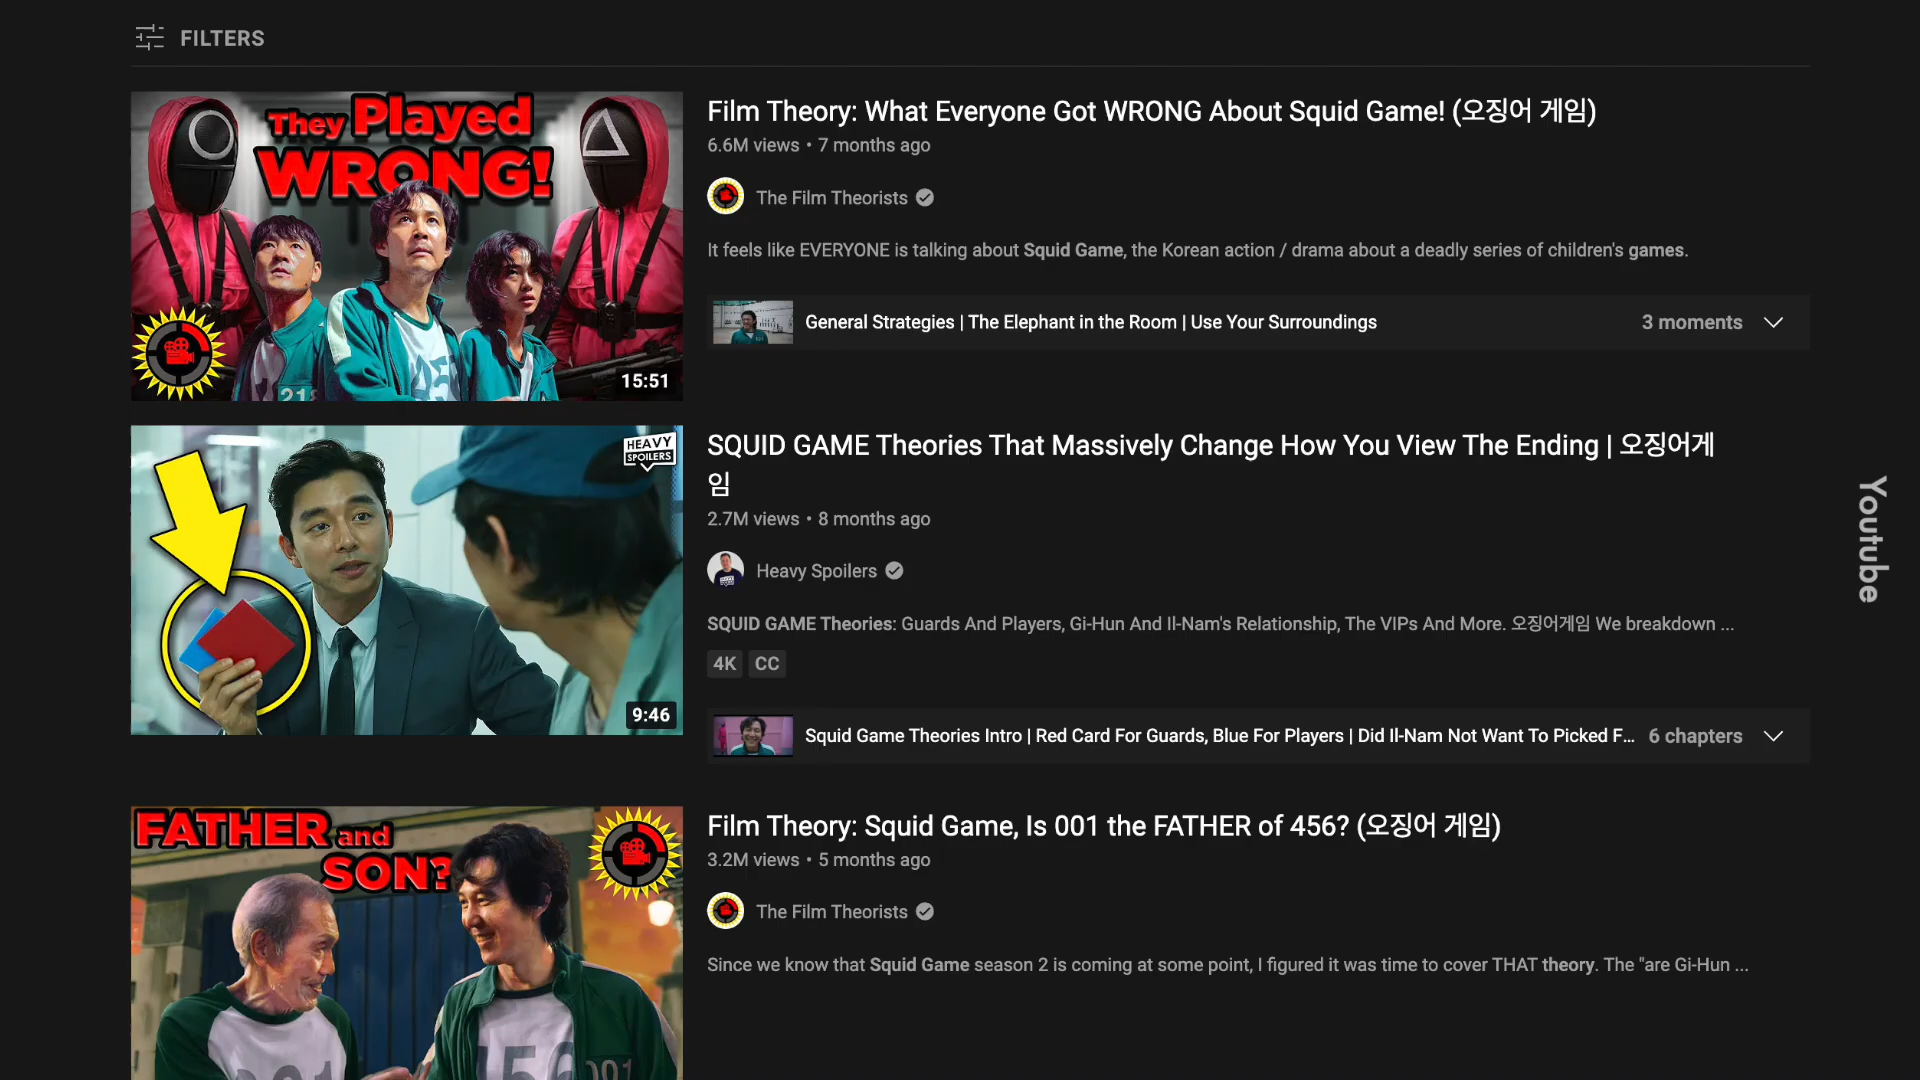 FILTERS
They Played
WRONG!
218
456
15:51
Film Theory: What Everyone Got WRONG About Squid Game! (오징어 게임)
6.6M views • 7 months ago
The Film Theorists
It feels like EVERYONE is talking about Squid Game, the Korean action / drama about a deadly series of children's games.
General Strategies | The Elephant in the Room | Use Your Surroundings
3 moments
HEAVY
SPOILERS
9:46
SQUID GAME Theories That Massively Change How You View The Ending | 오징어게
임
2.7M views • 8 months ago
Heavy Spoilers
SQUID GAME Theories: Guards And Players, Gi-Hun And Il-Nam's Relationship, The VIPs And More. 오징어게임 We breakdown ...
4K CC
Squid Game Theories Intro | Red Card For Guards, Blue For Players | Did Il-Nam Not Want To Picked F...
6 chapters
Youtube
FATHER and
SON?
001
456
001
Film Theory: Squid Game, Is 001 the FATHER of 456? (오징어 게임)
3.2M views • 5 months ago
The Film Theorists
Since we know that Squid Game season 2 is coming at some point, I figured it was time to cover THAT theory. The "are Gi-Hun ...